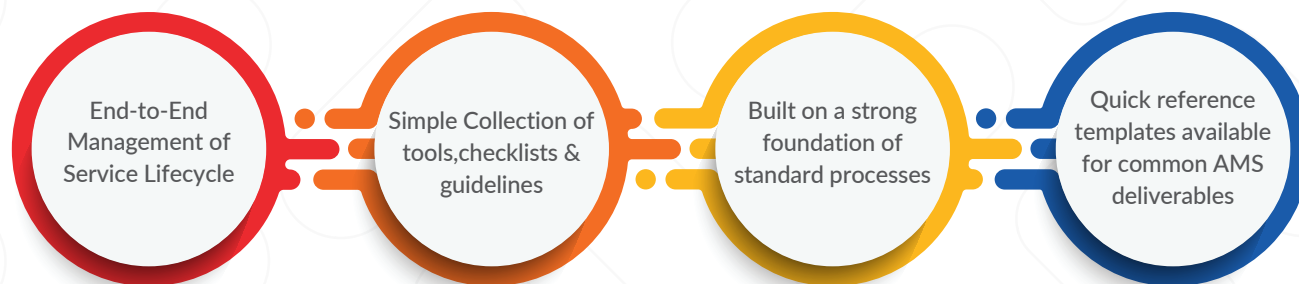 End-to-End
Management of
Service Lifecycle
Simple Collection of
tools,checklists &
guidelines
Built on a strong
foundation of
standard processes
Quick reference
templates available
for common AMS
deliverables